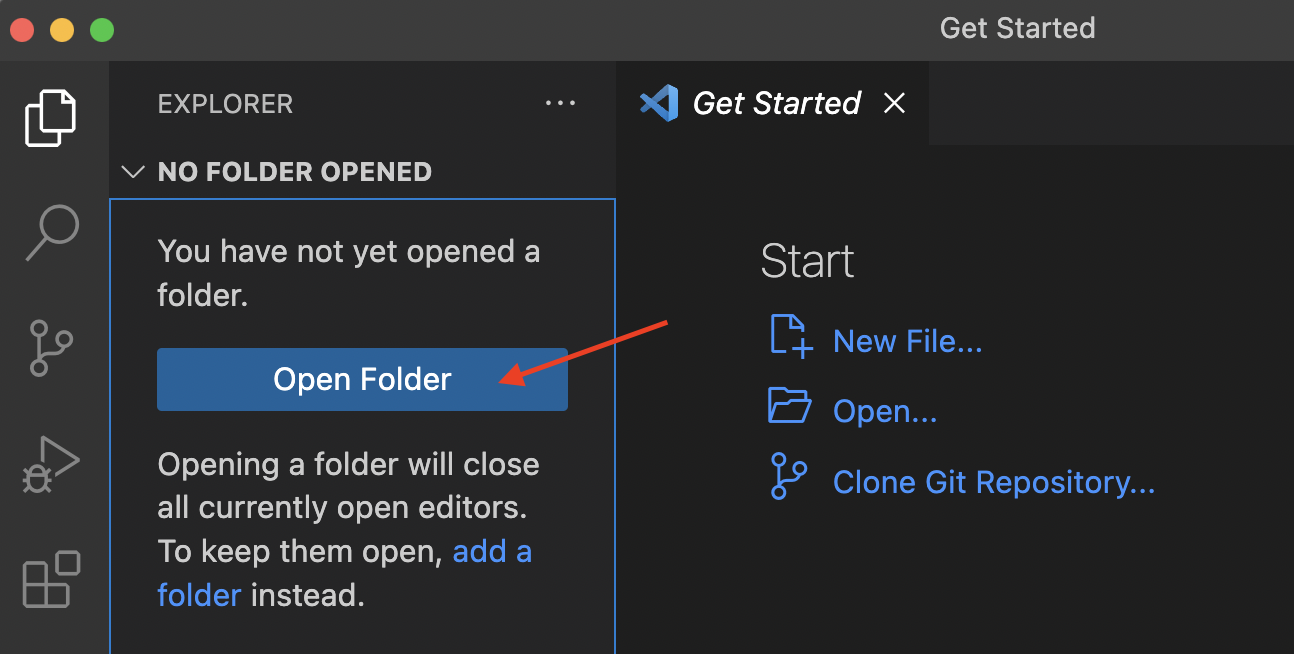 Get Started
EXPLORER
Get Started
NO FOLDER OPENED
You have not yet opened a
folder.
Open Folder
Opening a folder will close
all currently open editors.
To keep them open, add a
folder instead.
Start
New File...
Open...
Clone Git Repository...